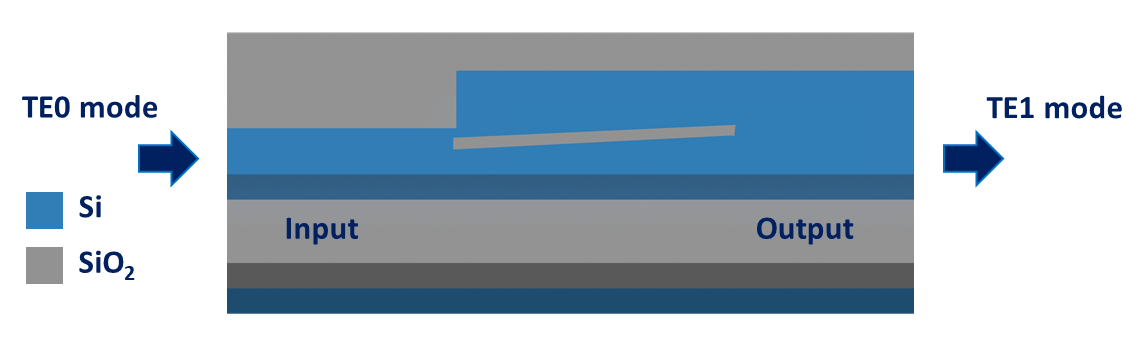 TE0 mode
TE1 mode
Si
SiO₂
Input
Output